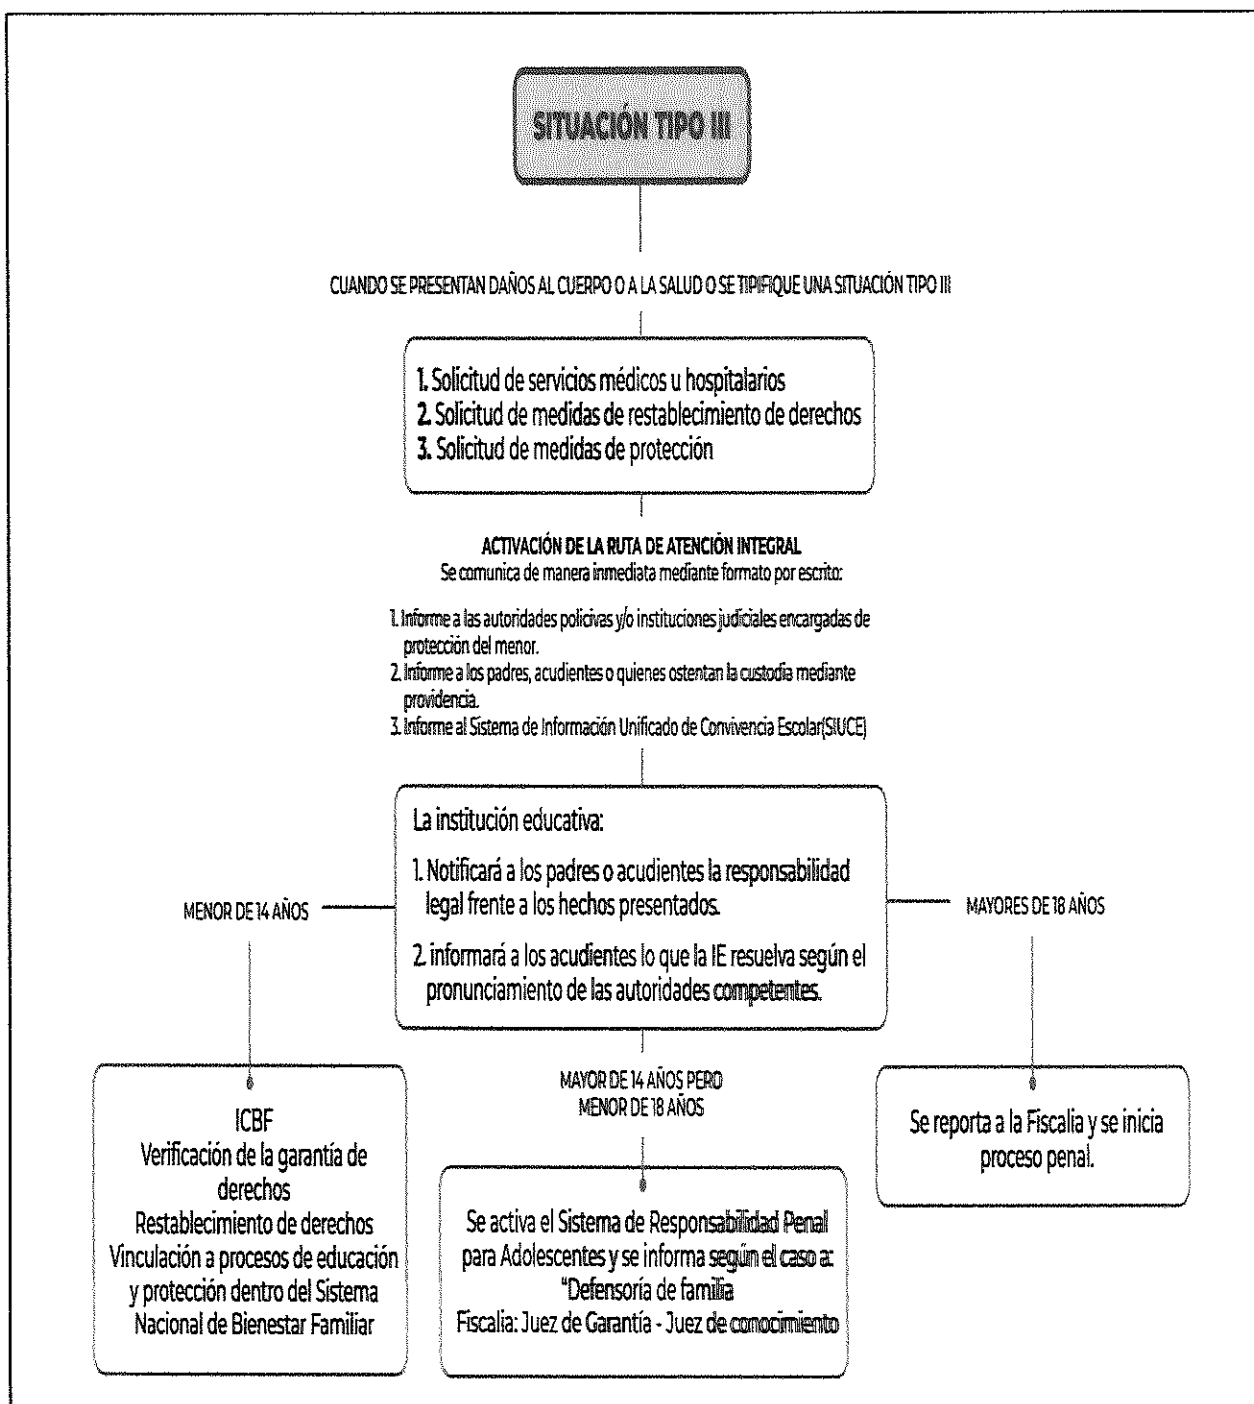 SITUACIÓN TIPO III
CUANDO SE PRESENTAN DAÑOS AL CUERPO O A LA SALUD O SE TIPIFIQUE UNA SITUACIÓN TIPO III
1. Solicitud de servicios médicos u hospitalarios
2. Solicitud de medidas de restablecimiento de derechos
3. Solicitud de medidas de protección
ACTIVACIÓN DE LA RUTA DE ATENCIÓN INTEGRAL
Se comunica de manera inmediata mediante formato por escrito:
1. Informe a las autoridades policivas y/o instituciones judiciales encargadas de
protección del menor.
2. Informe a los padres, acudientes o quienes ostentan la custodia mediante
providencia.
3. Informe al Sistema de Información Unificado de Convivencia Escolar(SIUCE)
La institución educativa:
1. Notificará a los padres o acudientes la responsabilidad
legal frente a los hechos presentados.
2. informará a los acudientes lo que la IE resuelva según el
pronunciamiento de las autoridades competentes.
MENOR DE 14 AÑOS
ICBF
Verificación de la garantía de
derechos
Restablecimiento de derechos
Vinculación a procesos de educación
y protección dentro del Sistema
Nacional de Bienestar Familiar
MAYOR DE 14 AÑOS PERO
MENOR DE 18 AÑOS
Se activa el Sistema de Responsabilidad Penal
para Adolescentes y se informa según el caso a:
"Defensoría de familia
Fiscalia: Juez de Garantía - Juez de conocimiento
MAYORES DE 18 AÑOS
Se reporta a la Fiscalia y se inicia
proceso penal.